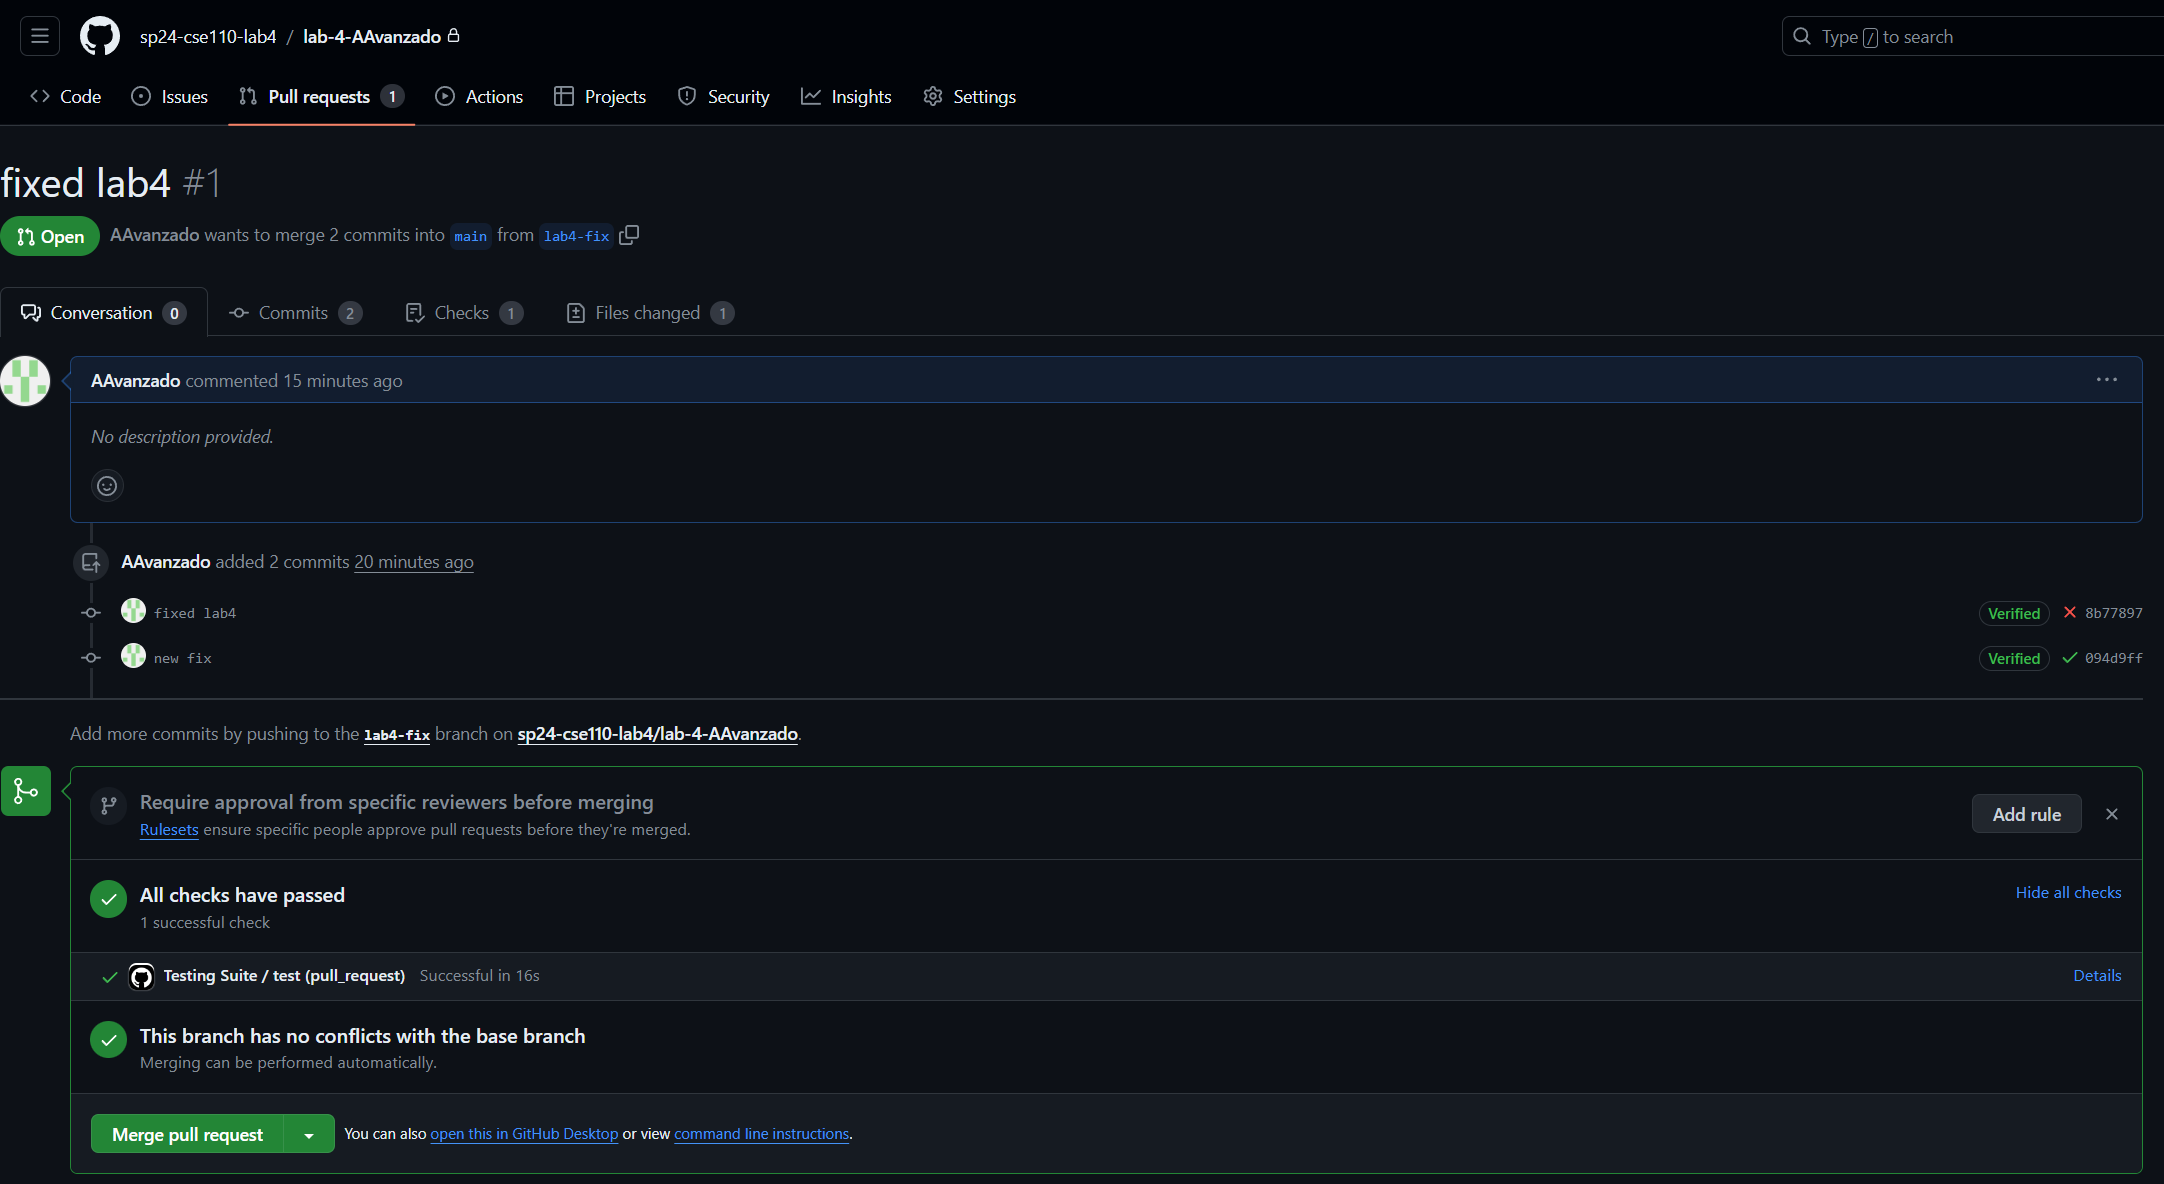 sp24-cse110-lab4 / lab-4-AAvanzado
Type / to search
Code Issues Pull requests 1 Actions Projects Security Insights Settings
fixed lab4 #1
Open AAvanzado wants to merge 2 commits into main from lab4-fix
Conversation 0 Commits 2 Checks 1 Files changed 1
AAvanzado commented 15 minutes ago
No description provided.
AAvanzado added 2 commits 20 minutes ago
fixed lab4 Verified 8b77897
new fix Verified 094d9ff
Add more commits by pushing to the lab4-fix branch on sp24-cse110-lab4/lab-4-AAvanzado.
Require approval from specific reviewers before merging
Rulesets ensure specific people approve pull requests before they're merged.
Add rule
All checks have passed
1 successful check
Hide all checks
Testing Suite / test (pull_request) Successful in 16s Details
This branch has no conflicts with the base branch
Merging can be performed automatically.
Merge pull request You can also open this in GitHub Desktop or view command line instructions.